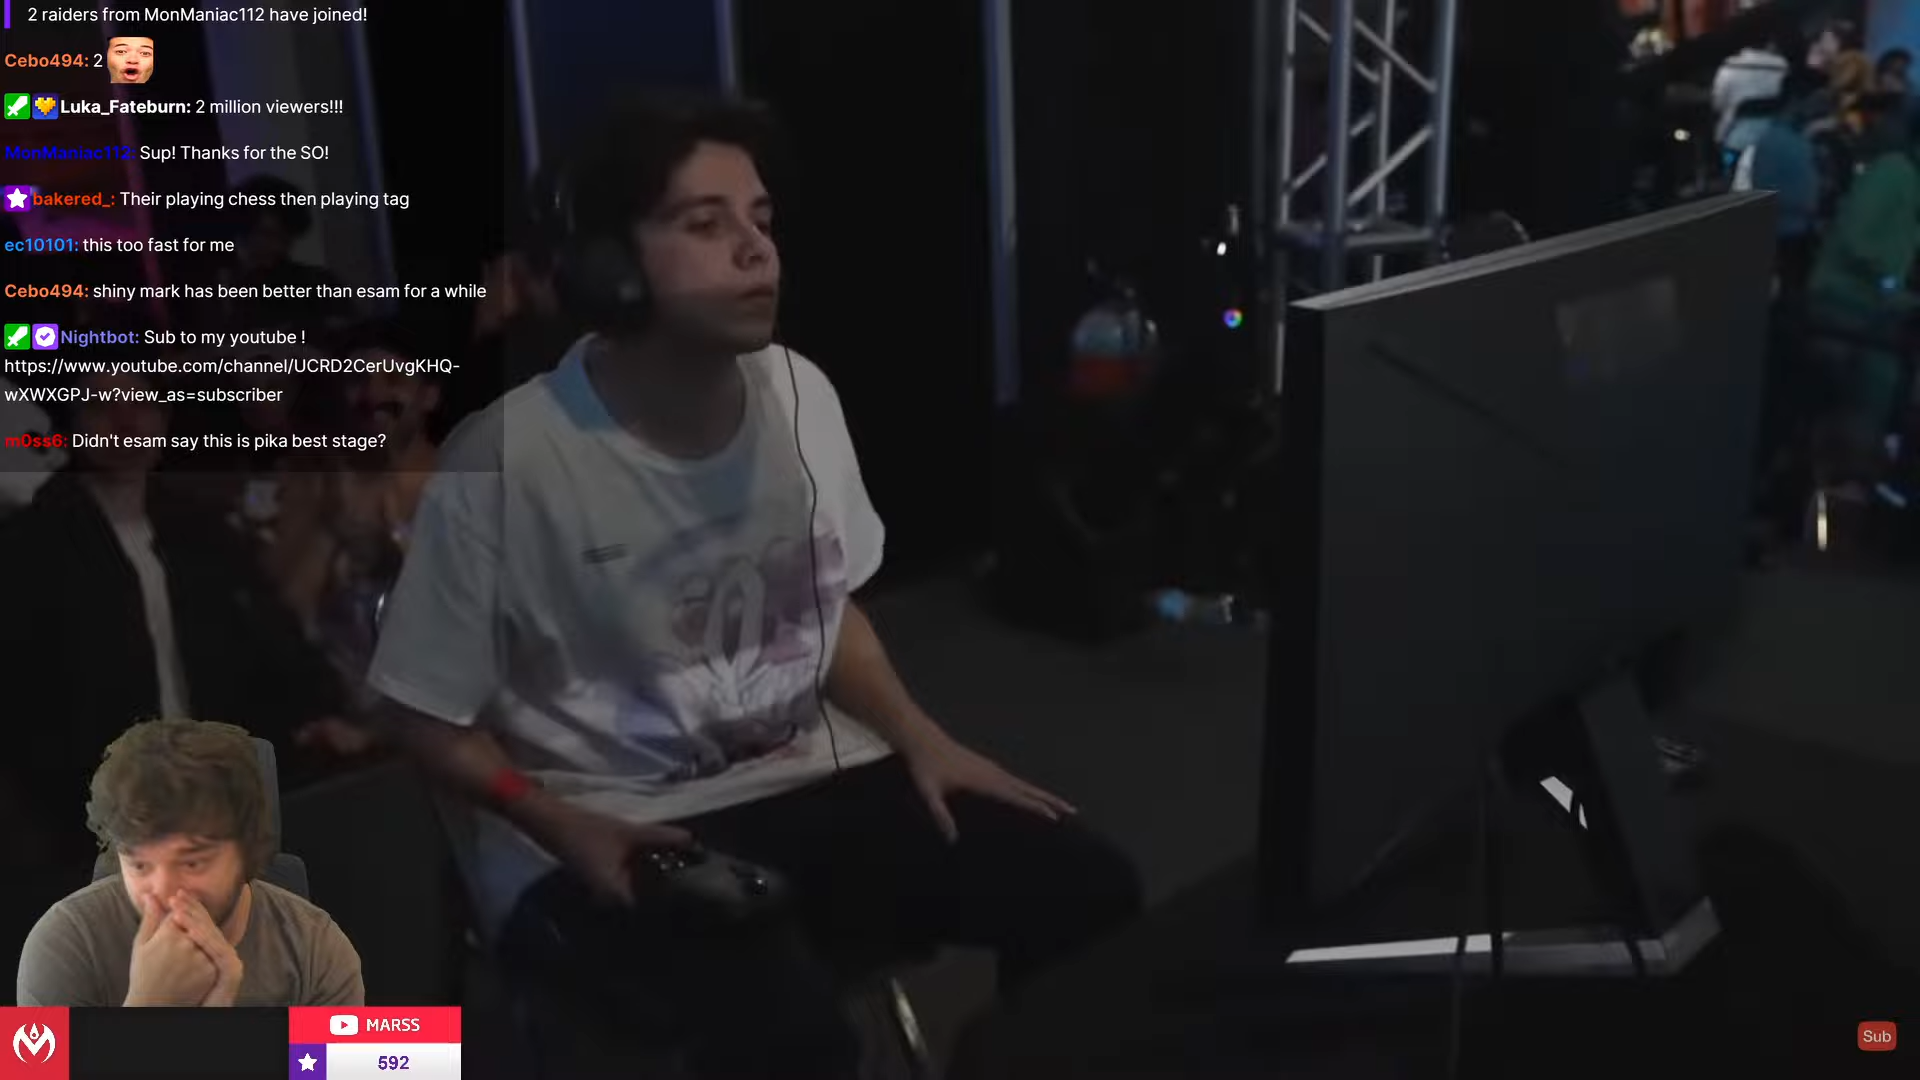 2 raiders from MonManiac112 have joined!
Cebo494: 2
Luka_Fateburn: 2 million viewers!!!
MonManiac112: Sup! Thanks for the SO!
bakered_: Their playing chess then playing tag
ec10101: this too fast for me
Cebo494: shiny mark has been better than esam for a while
Nightbot: Sub to my youtube !
https://www.youtube.com/channel/UCRD2CerUvgKHQ-
wXWXGPJ-w?view_as=subscriber
m0ss6: Didn't esam say this is pika best stage?
MARSS
592
Sub